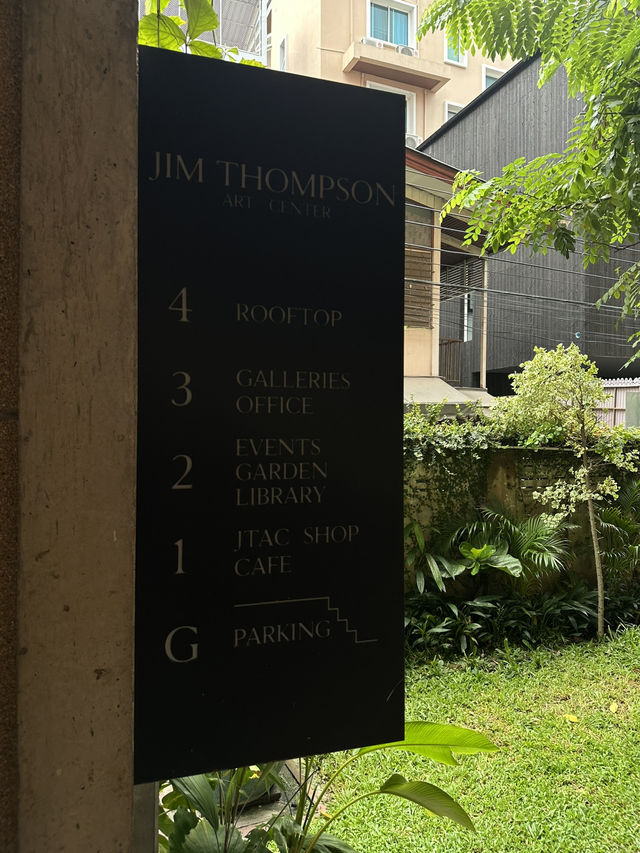 JIM THOMPSON
ART CENTER
4 ROOFTOP
3 GALLERIES
OFFICE
2 EVENTS
GARDEN
LIBRARY
1 JTAC SHOP
CAFE
G PARKING